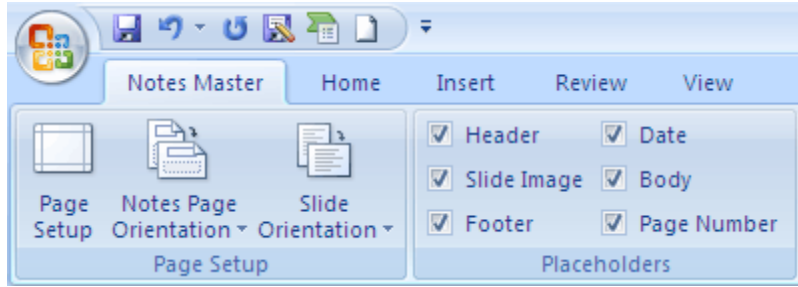 Notes Master Home Insert Review View
Header Date
Slide Image Body
Page Notes Page Slide
Setup Orientation Orientation
Footer Page Number
Page Setup Placeholders